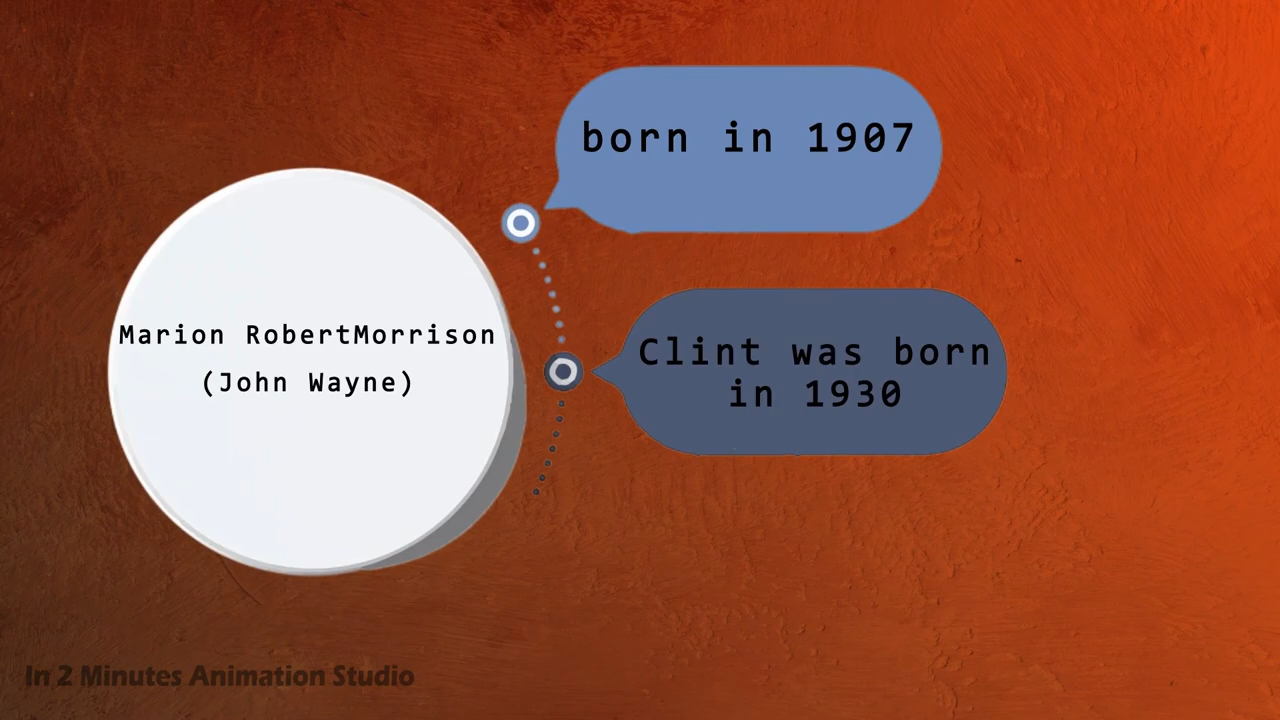 born in 1907
Marion RobertMorrison
(John Wayne)
Clint was born
in 1930
In 2 Minutes Animation Studio